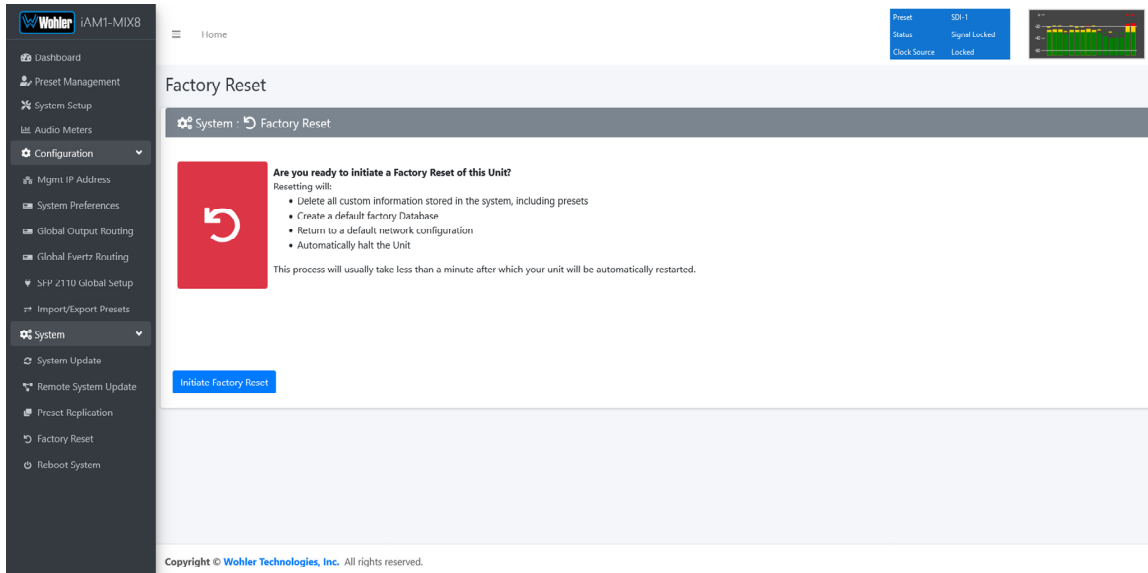 Wohler iAM1-MIX8
Dashboard
Preset Management
System Setup
Audio Meters
Configuration
Mgmt IP Address
System Preferences
Global Output Routing
Global Evertz Routing
SFP 2110 Global Setup
Import/Export Presets
System
System Update
Remote System Update
Preset Replication
Factory Reset
Reboot System
Home
Preset SDI-1
Status Signal Locked
Clock Source Locked
Factory Reset
System : Factory Reset
Are you ready to initiate a Factory Reset of this Unit?
Resetting will:
• Delete all custom information stored in the system, including presets
• Create a default factory Database
• Return to a default network configuration
• Automatically halt the Unit
This process will usually take less than a minute after which your unit will be automatically restarted.
Initiate Factory Reset
Copyright © Wohler Technologies, Inc. All rights reserved.